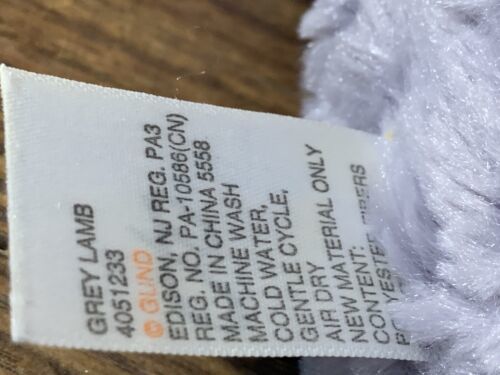 GREY LAMB
4051233
© GUND
EDISON, NJ REG. PA3
REG. NO. PA-10586(CN)
MADE IN CHINA 5558
MACHINE WASH
COLD WATER,
GENTLE CYCLE,
AIR DRY
NEW MATERIAL ONLY
CONTENT: